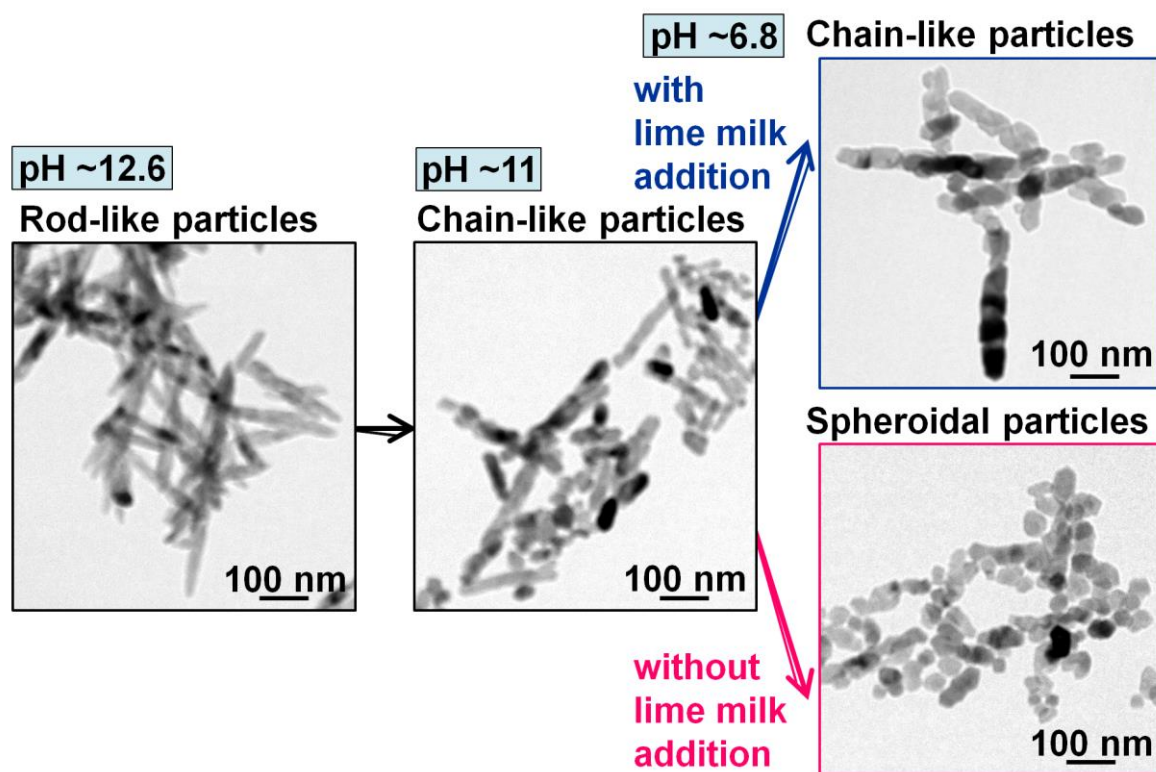 pH ~12.6
Rod-like particles
100 nm
pH ~11
Chain-like particles
100 nm
pH ~6.8
with
lime milk
addition
Chain-like particles
100 nm
without
lime milk
addition
Spheroidal particles
100 nm